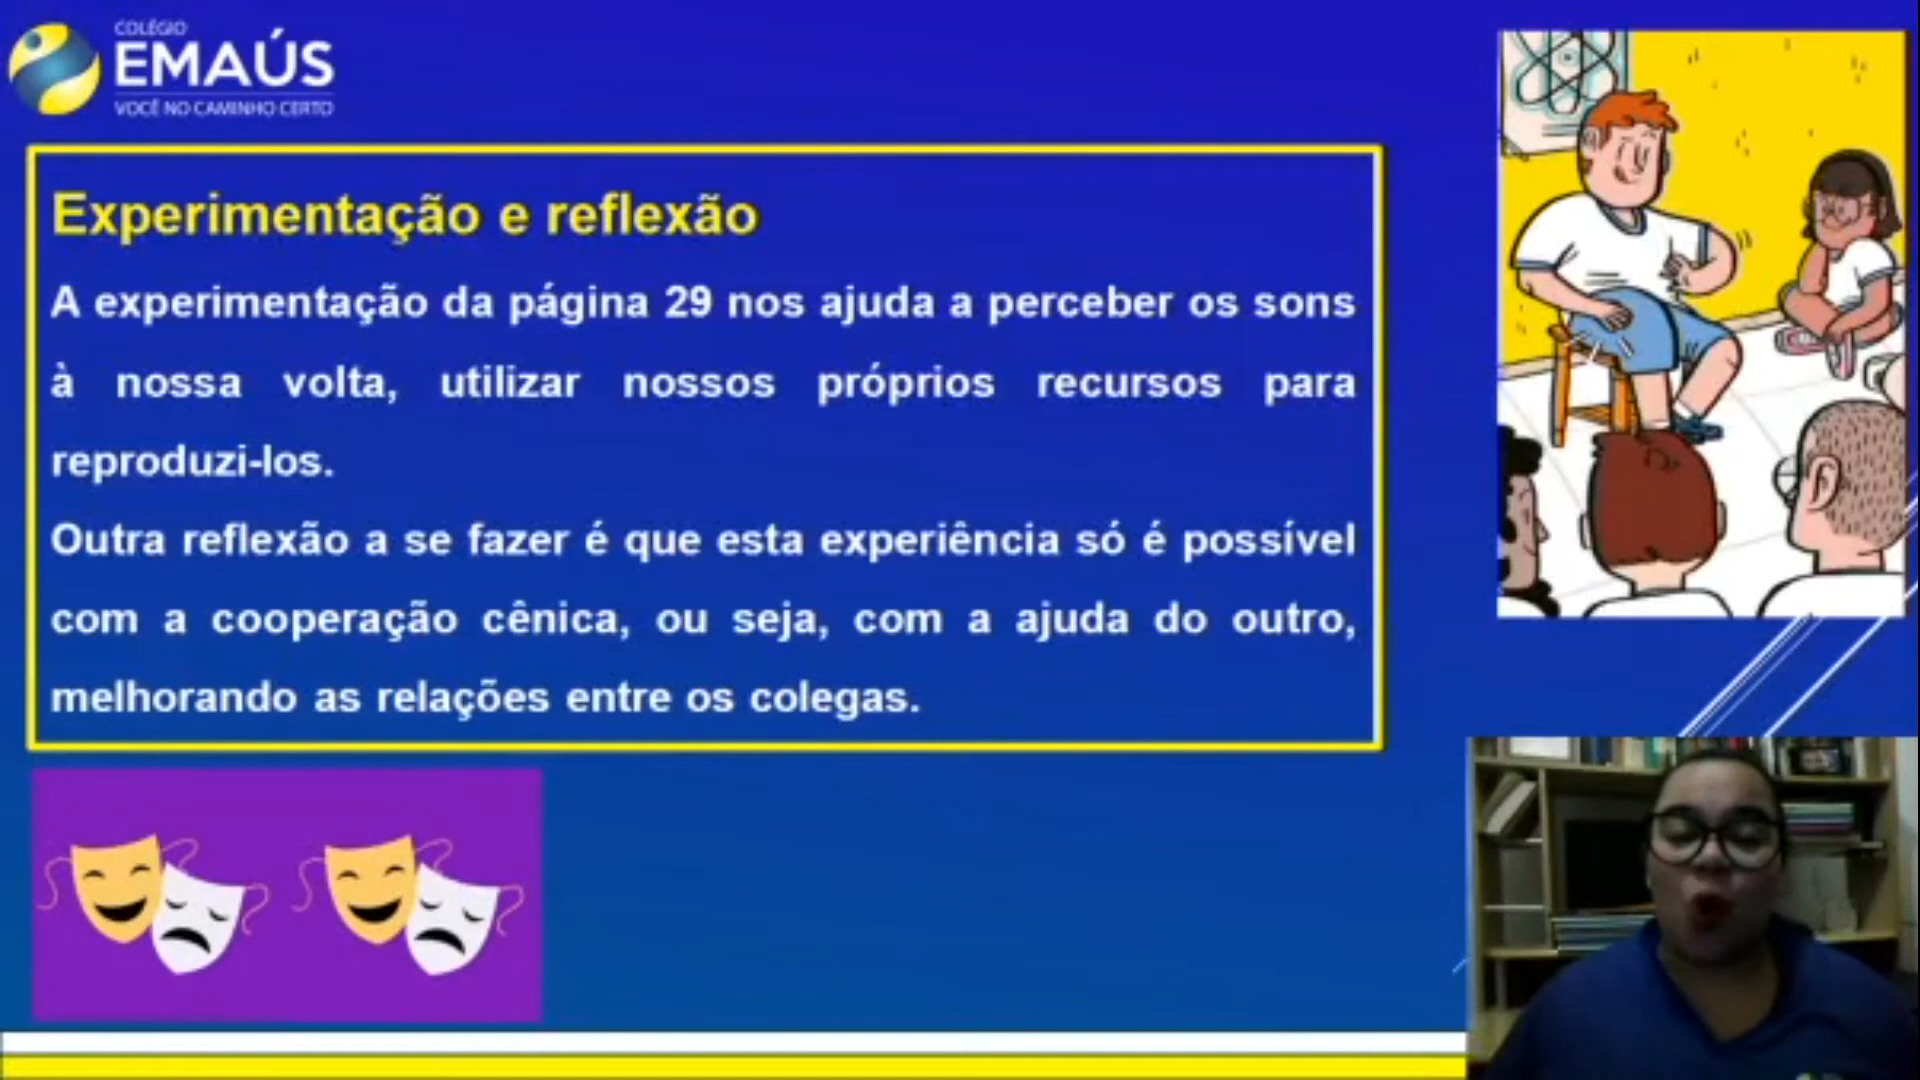 COLÉGIO
EMAÚS
VOCÊ NO CAMINHO CERTO
Experimentação e reflexão
A experimentação da página 29 nos ajuda a perceber os sons
à nossa volta, utilizar nossos próprios recursos para
reproduzi-los.
Outra reflexão a se fazer é que esta experiência só é possível
com a cooperação cênica, ou seja, com a ajuda do outro,
melhorando as relações entre os colegas.